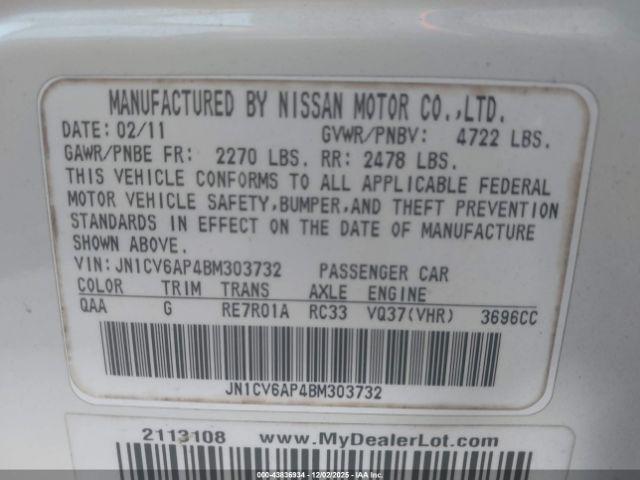 MANUFACTURED BY NISSAN MOTOR CO.,LTD.
DATE: 02/11 GVWR/PNBV: 4722 LBS.
GAWR/PNBE FR: 2270 LBS. RR: 2478 LBS.
THIS VEHICLE CONFORMS TO ALL APPLICABLE FEDERAL
MOTOR VEHICLE SAFETY,BUMPER,AND THEFT PREVENTION
STANDARDS IN EFFECT ON THE DATE OF MANUFACTURE
SHOWN ABOVE.
VIN:JN1CV6AP4BM303732 PASSENGER CAR
COLOR TRIM TRANS AXLE ENGINE
QAA G RE7R01A RC33 VQ37(VHR) 3696CC
JN1CV6AP4BM303732
2113108 www.MyDealerLot.com
000-43836934 - 12/02/2025 - IAA Inc.